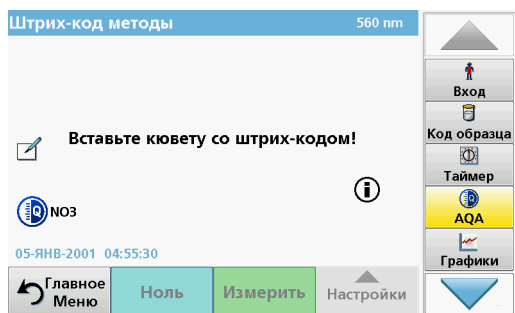 Штрих-код методы
560 nm
Вставьте кювету со штрих-кодом!
NO3
05-ЯНВ-2001 04:55:30
Главное
Меню
Ноль
Измерить
Настройки
Вход
Код образца
Таймер
AQA
Графики